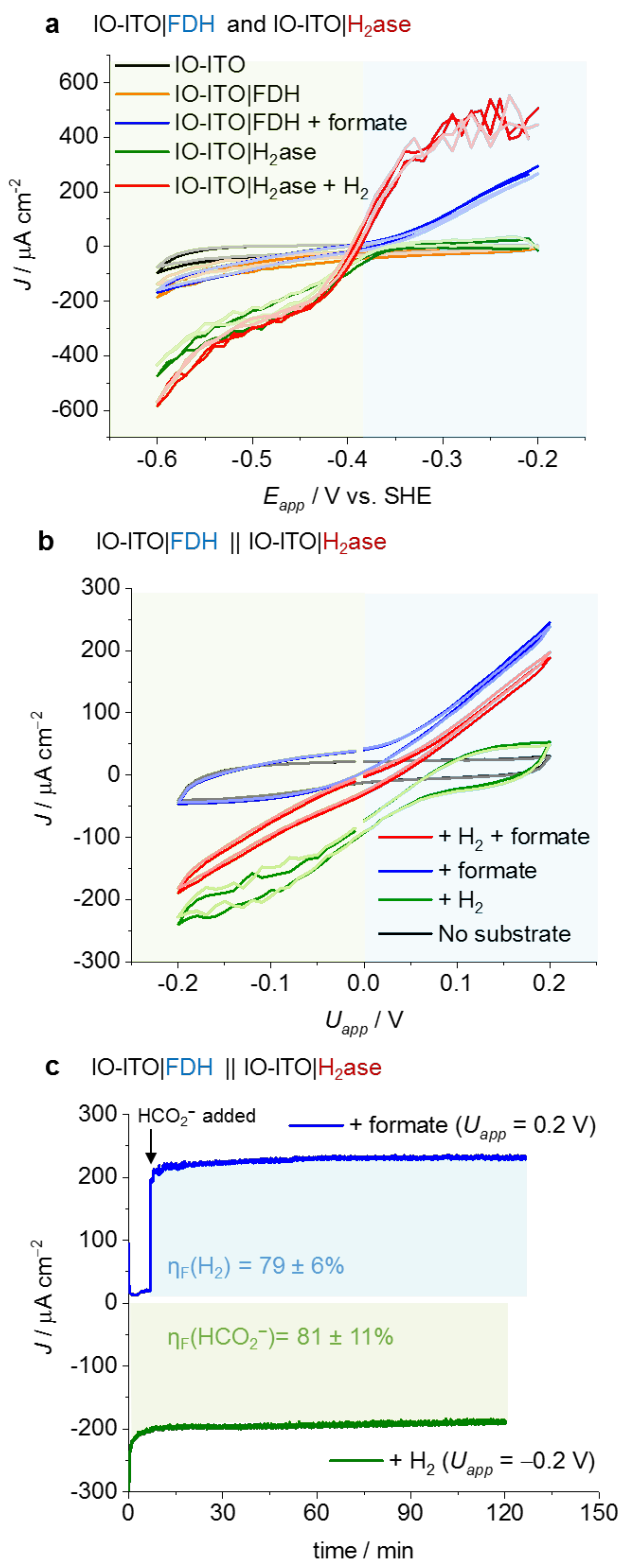 a IO-ITO|FDH and IO-ITO|H₂ase
600
400
200
0
-200
-400
-600
J / µA cm⁻²
IO-ITO
IO-ITO|FDH
IO-ITO|FDH + formate
IO-ITO|H₂ase
IO-ITO|H₂ase + H₂
-0.6 -0.5 -0.4 -0.3 -0.2
E_app / V vs. SHE
b IO-ITO|FDH || IO-ITO|H₂ase
300
200
100
0
-100
-200
-300
J / µA cm⁻²
+ H₂ + formate
+ formate
+ H₂
No substrate
-0.2 -0.1 0.0 0.1 0.2
U_app / V
c IO-ITO|FDH || IO-ITO|H₂ase
300
200
100
0
-100
-200
-300
J / µA cm⁻²
HCO₂⁻ added
+ formate (U_app = 0.2 V)
η_F(H₂) = 79 ± 6%
η_F(HCO₂⁻)= 81 ± 11%
+ H₂ (U_app = −0.2 V)
0 30 60 90 120 150
time / min